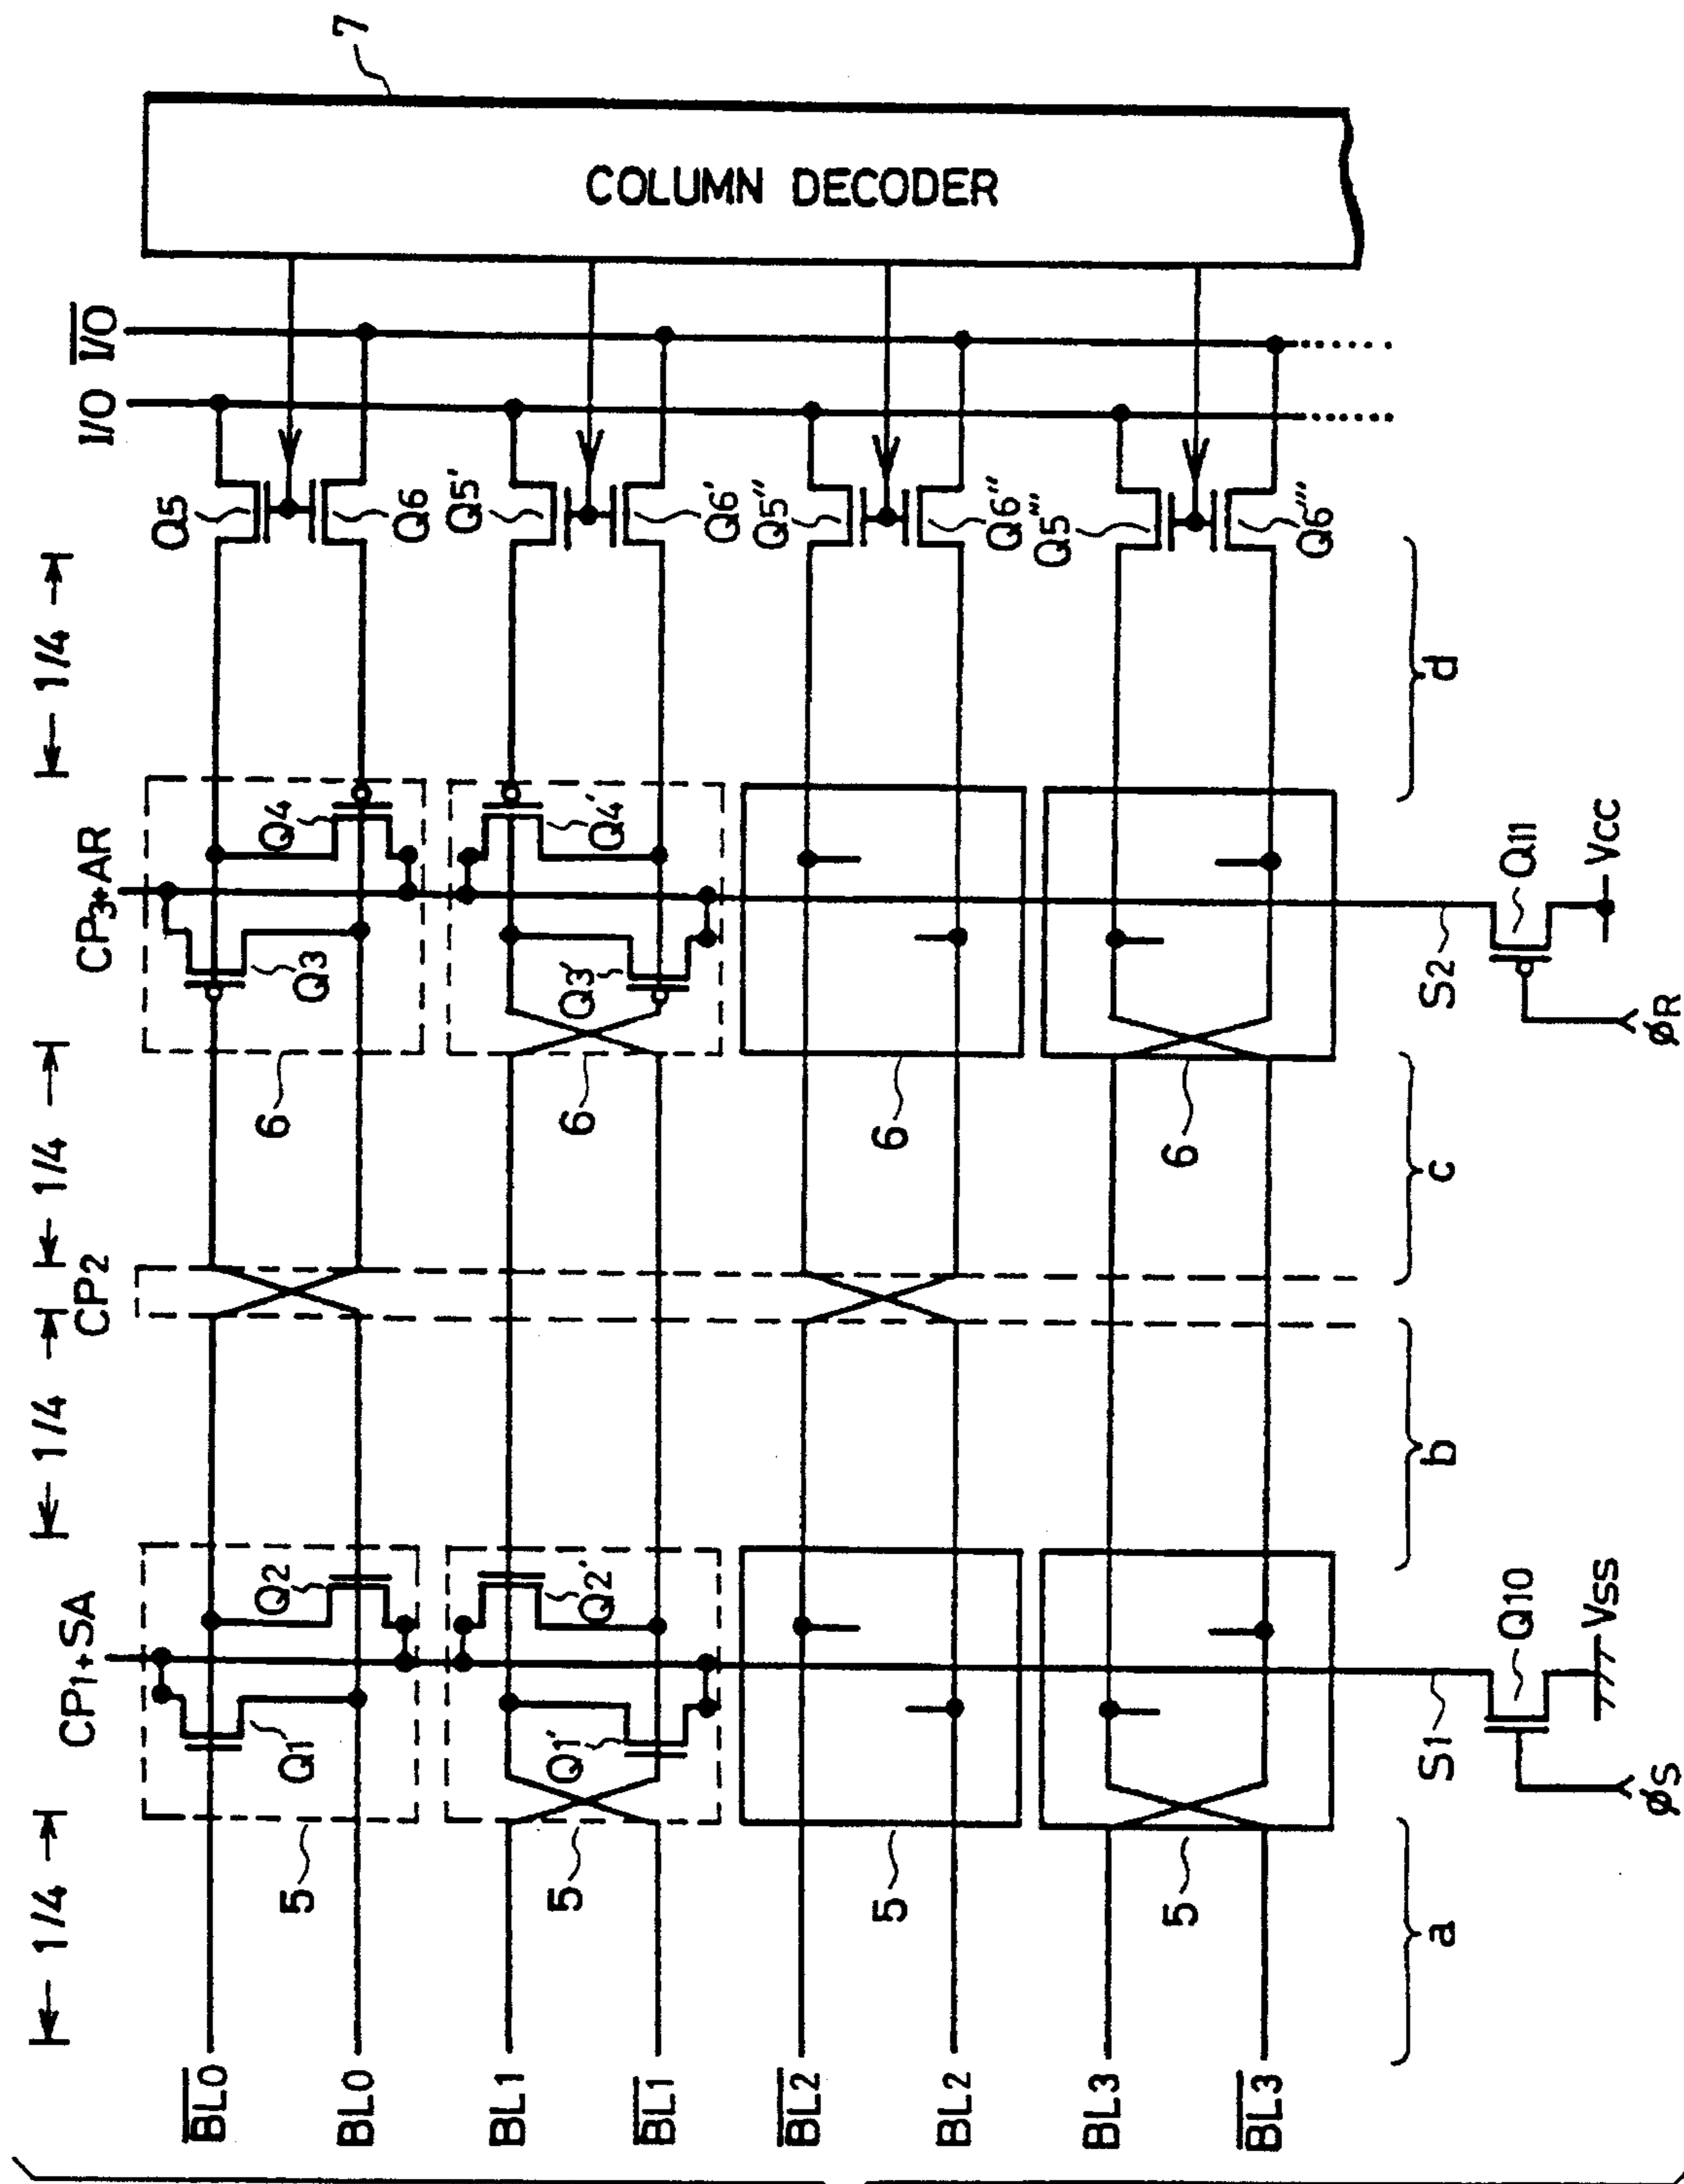 7
COLUMN DECODER
I/O
I/O
Q5
Q6
Q5'
Q6'
Q5"
Q6"
Q5'''
Q6'''
1/4
1/4
1/4
1/4
d
c
b
a
CP3+AR
Q3
Q4
Q3'
Q4'
6
6
6
6
S2
Q11
Vcc
φR
CP2
CP1+SA
Q1
Q2
Q1'
Q2'
5
5
5
5
S1
Q10
Vss
φS
BL0
BL0
BL1
BL1
BL2
BL2
BL3
BL3